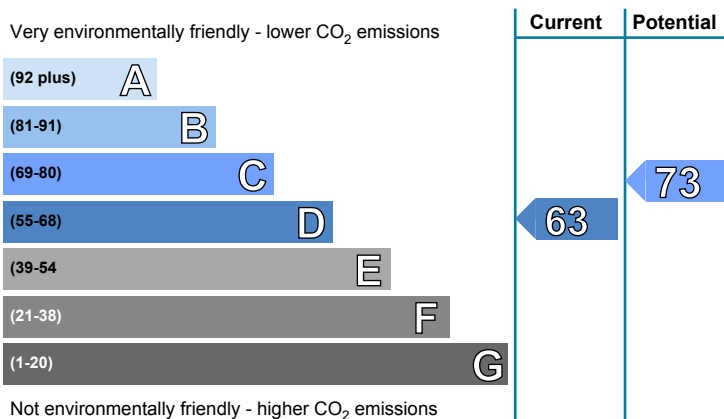 Current Potential
Very environmentally friendly - lower CO2 emissions
(92 plus) A
(81-91) B
(69-80) C
73
(55-68) D
63
(39-54 E
(21-38) F
(1-20) G
Not environmentally friendly - higher CO2 emissions